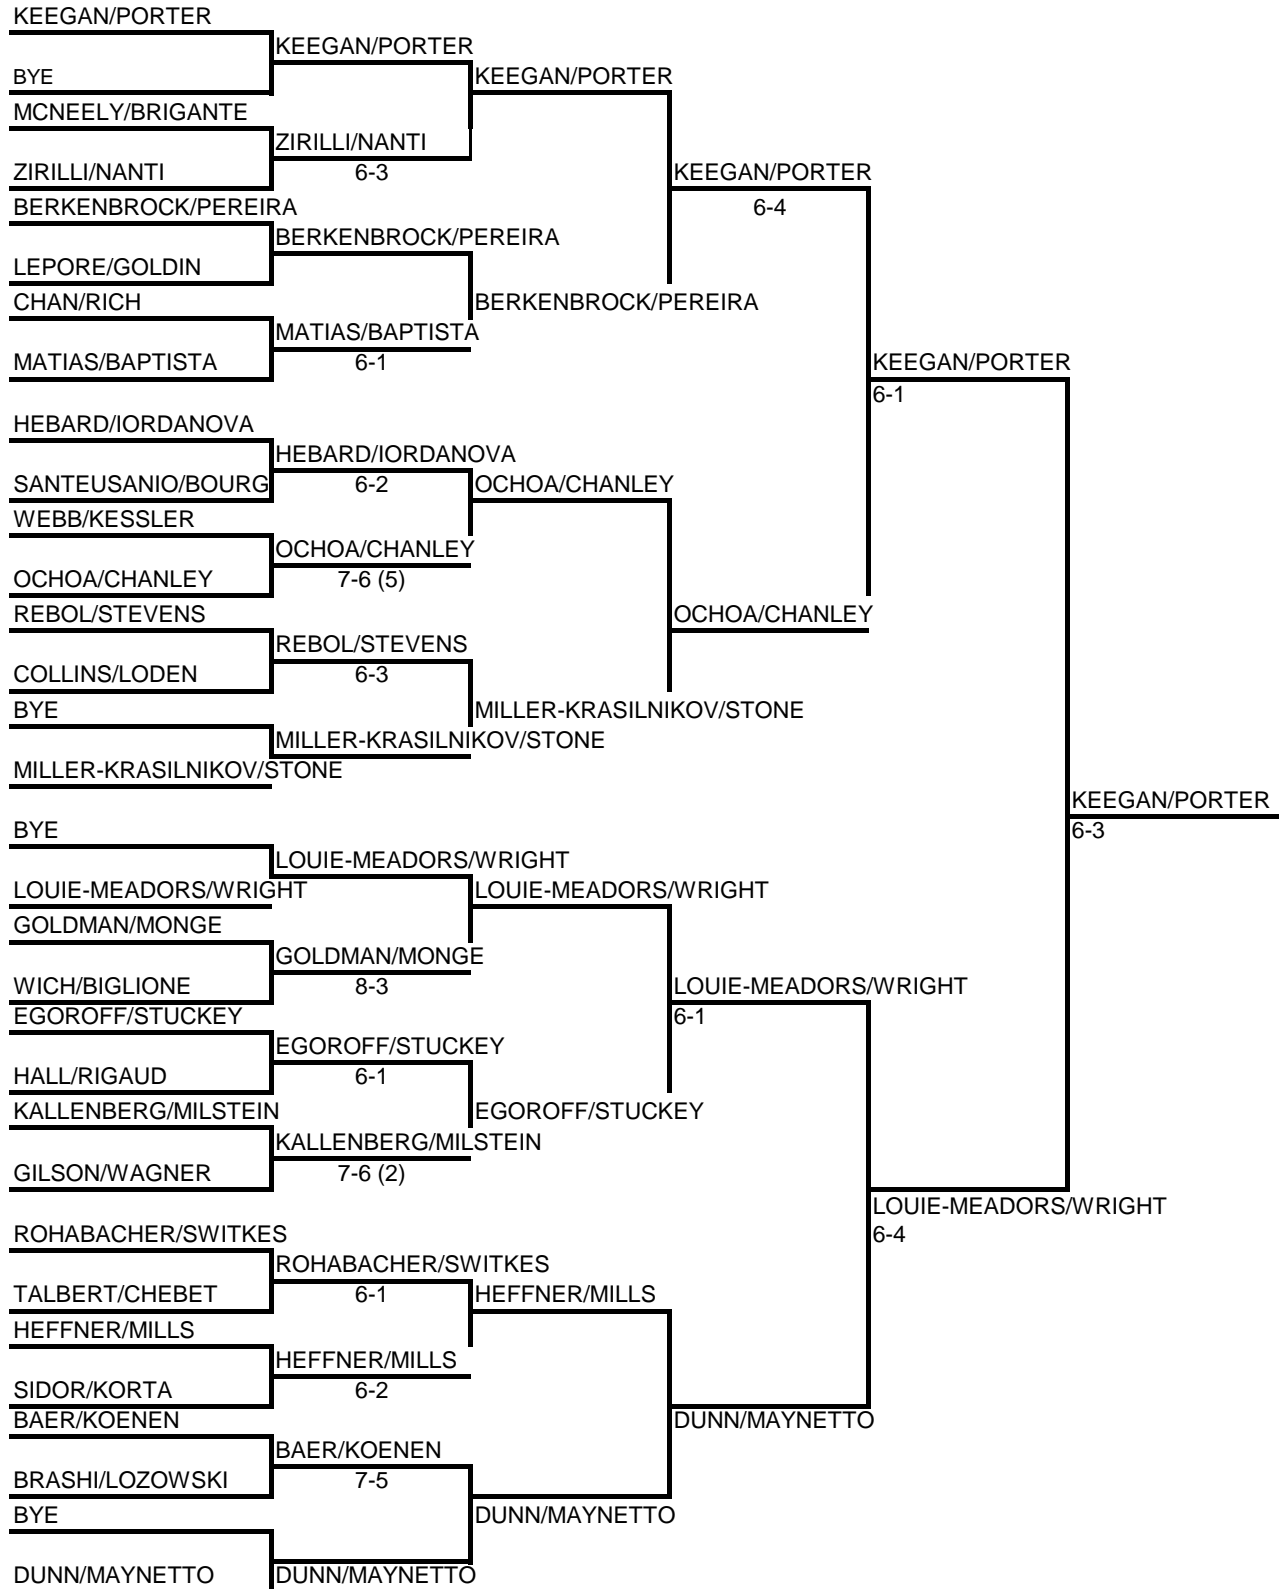 KEEGAN/PORTER
KEEGAN/PORTER
BYE
KEEGAN/PORTER
MCNEELY/BRIGANTE
ZIRILLI/NANTI
ZIRILLI/NANTI
6-3
KEEGAN/PORTER
BERKENBROCK/PEREIRA
6-4
BERKENBROCK/PEREIRA
LEPORE/GOLDIN
CHAN/RICH
BERKENBROCK/PEREIRA
MATIAS/BAPTISTA
MATIAS/BAPTISTA
6-1
KEEGAN/PORTER
6-1
HEBARD/IORDANOVA
HEBARD/IORDANOVA
SANTEUSANIO/BOURG
6-2
OCHOA/CHANLEY
WEBB/KESSLER
OCHOA/CHANLEY
OCHOA/CHANLEY
7-6 (5)
REBOL/STEVENS
OCHOA/CHANLEY
REBOL/STEVENS
COLLINS/LODEN
6-3
BYE
MILLER-KRASILNIKOV/STONE
MILLER-KRASILNIKOV/STONE
MILLER-KRASILNIKOV/STONE
KEEGAN/PORTER
BYE
6-3
LOUIE-MEADORS/WRIGHT
LOUIE-MEADORS/WRIGHT
LOUIE-MEADORS/WRIGHT
GOLDMAN/MONGE
GOLDMAN/MONGE
WICH/BIGLIONE
8-3
LOUIE-MEADORS/WRIGHT
EGOROFF/STUCKEY
6-1
EGOROFF/STUCKEY
HALL/RIGAUD
6-1
KALLENBERG/MILSTEIN
EGOROFF/STUCKEY
KALLENBERG/MILSTEIN
GILSON/WAGNER
7-6 (2)
LOUIE-MEADORS/WRIGHT
ROHABACHER/SWITKES
6-4
ROHABACHER/SWITKES
TALBERT/CHEBET
6-1
HEFFNER/MILLS
HEFFNER/MILLS
HEFFNER/MILLS
SIDOR/KORTA
6-2
BAER/KOENEN
DUNN/MAYNETTO
BAER/KOENEN
BRASHI/LOZOWSKI
7-5
BYE
DUNN/MAYNETTO
DUNN/MAYNETTO
DUNN/MAYNETTO